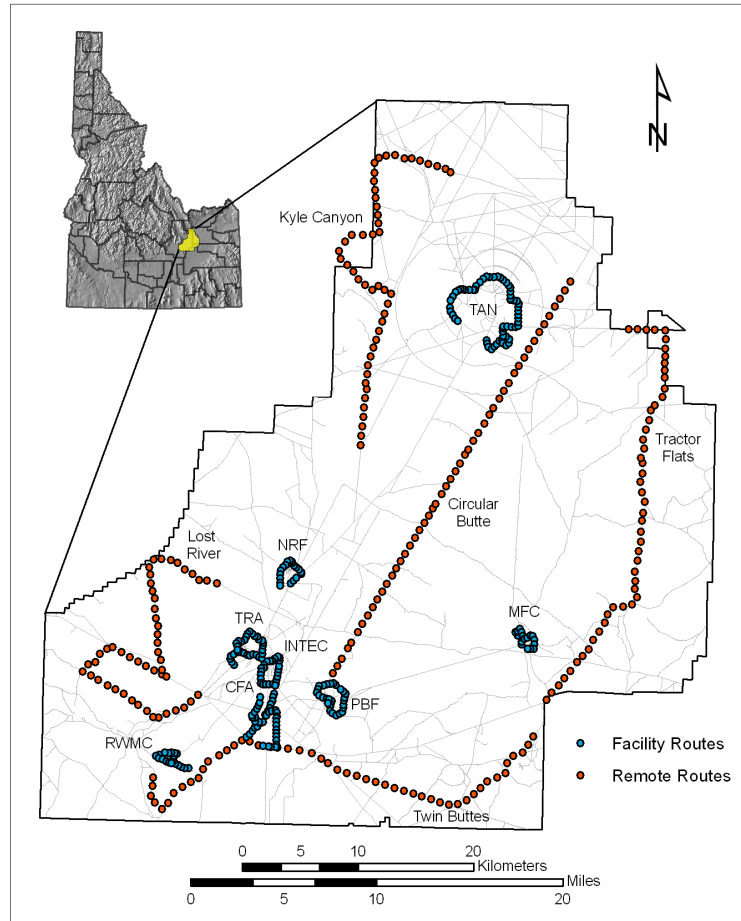 N
Kyle Canyon
TAN
Tractor
Flats
Circular
Butte
Lost
River
NRF
MFC
TRA
INTEC
CFA
PBF
RWMC
Facility Routes
Remote Routes
Twin Buttes
0 5 10 20
Kilometers
Miles
0 5 10 20